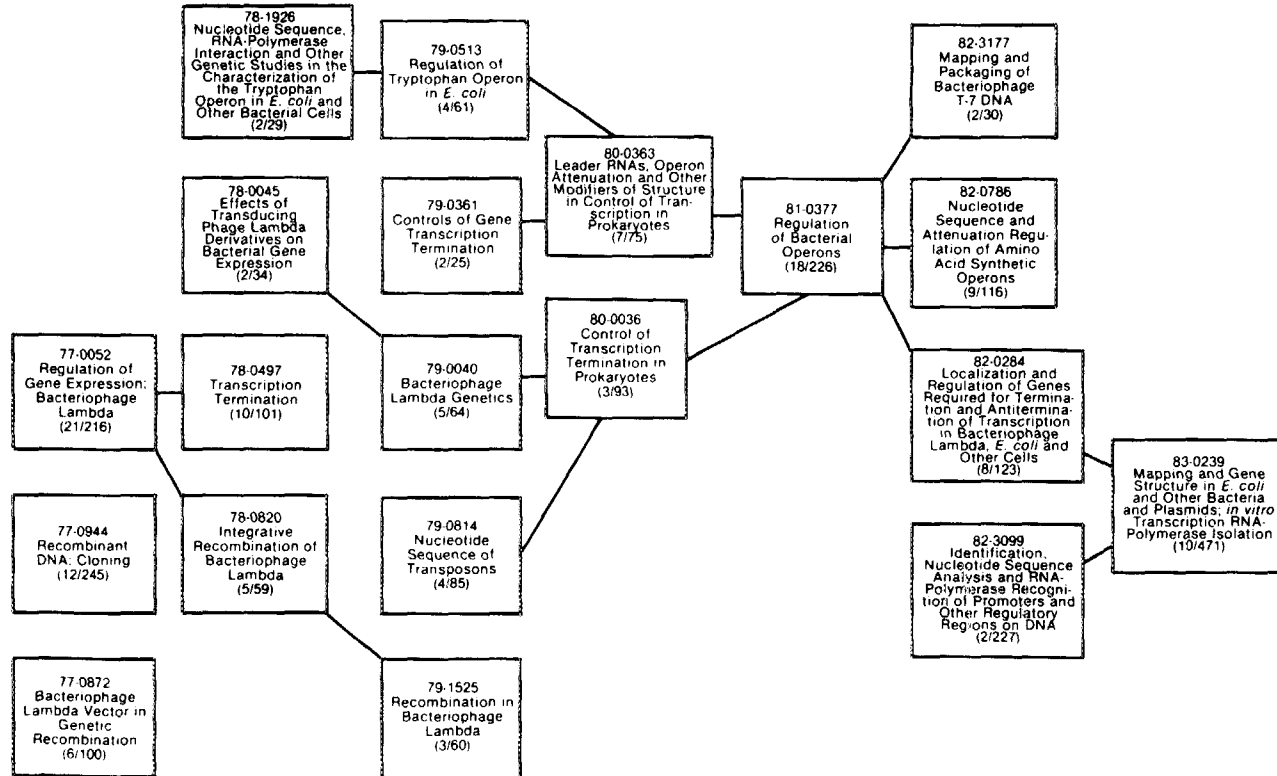 78-1926
Nucleotide Sequence,
RNA-Polymerase
Interaction and Other
Genetic Studies in the
Characterization of
the Tryptophan
Operon in E. coli and
Other Bacterial Cells
(2/29)
79-0513
Regulation of
Tryptophan Operon
in E. coli
(4/61)
82-3177
Mapping and
Packaging of
Bacteriophage
T-7 DNA
(2/30)
78-0045
Effects of
Transducing
Phage Lambda
Derivatives on
Bacterial Gene
Expression
(2/34)
79-0361
Controls of Gene
Transcription
Termination
(2/25)
80-0363
Leader RNAs, Operon
Attenuation and Other
Modifiers of Structure
in Control of Tran-
scription in
Prokaryotes
(7/75)
81-0377
Regulation
of Bacterial
Operons
(18/226)
82-0786
Nucleotide
Sequence and
Attenuation Regu-
lation of Amino
Acid Synthetic
Operons
(9/116)
77-0052
Regulation of
Gene Expression:
Bacteriophage
Lambda
(21/216)
78-0497
Transcription
Termination
(10/101)
79-0040
Bacteriophage
Lambda Genetics
(5/64)
80-0036
Control of
Transcription
Termination in
Prokaryotes
(3/93)
82-0284
Localization and
Regulation of Genes
Required for Termina-
tion and Antitermina-
tion of Transcription
in Bacteriophage
Lambda, E. coli and
Other Cells
(8/123)
83-0239
Mapping and Gene
Structure in E. coli
and Other Bacteria
and Plasmids; in vitro
Transcription RNA-
Polymerase Isolation
(10/471)
77-0944
Recombinant
DNA: Cloning
(12/245)
78-0820
Integrative
Recombination of
Bacteriophage
Lambda
(5/59)
79-0814
Nucleotide
Sequence of
Transposons
(4/85)
82-3099
Identification,
Nucleotide Sequence
Analysis and RNA-
Polymerase Recogni-
tion of Promoters and
Other Regulatory
Regions on DNA
(2/227)
77-0872
Bacteriophage
Lambda Vector in
Genetic
Recombination
(6/100)
79-1525
Recombination in
Bacteriophage
Lambda
(3/60)